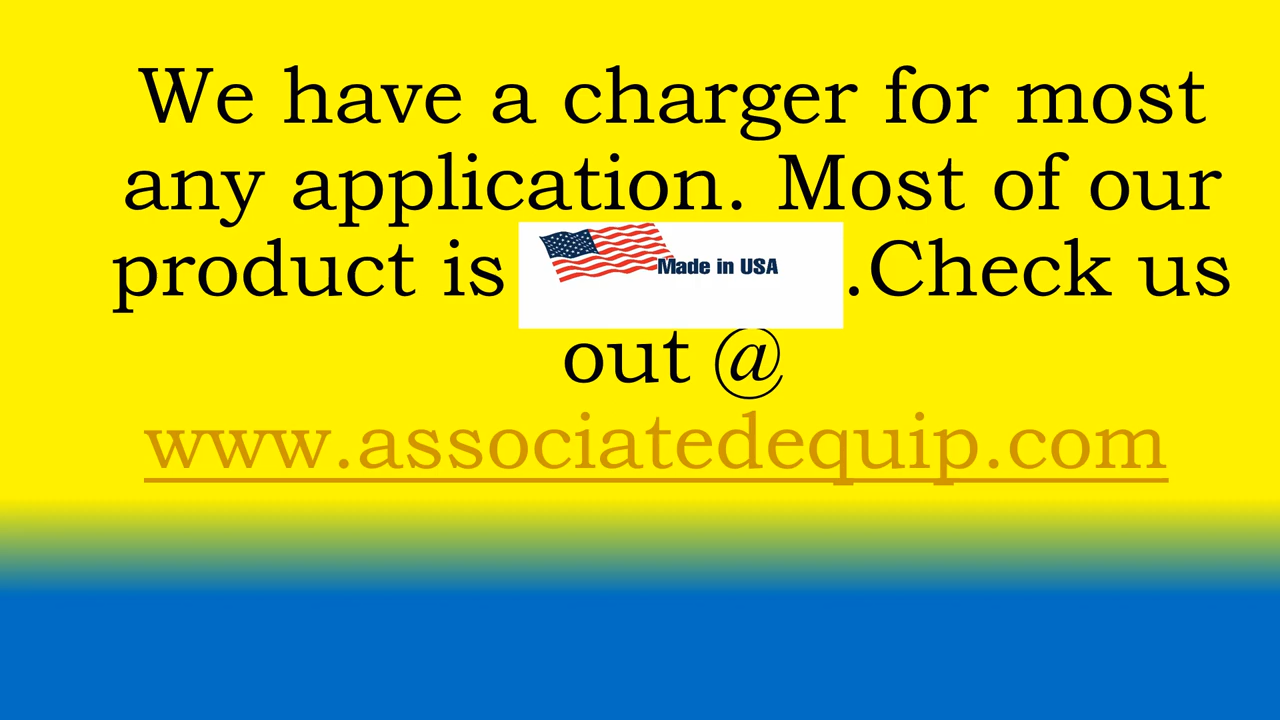 We have a charger for most
any application. Most of our
product is Made in USA .Check us
out @
www.associatedequip.com